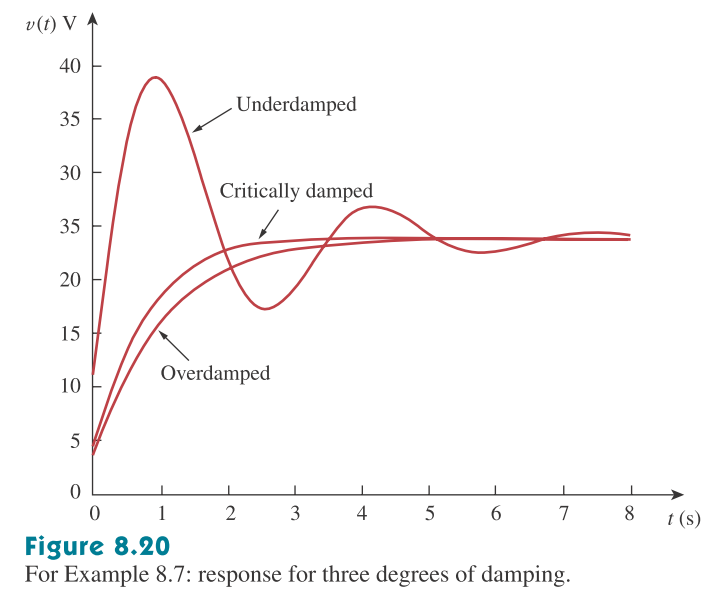 v(t) V
40
35
30
35
20
15
10
5
0
Underdamped
Critically damped
Overdamped
0 1 2 3 4 5 6 7 8 t (s)
Figure 8.20
For Example 8.7: response for three degrees of damping.